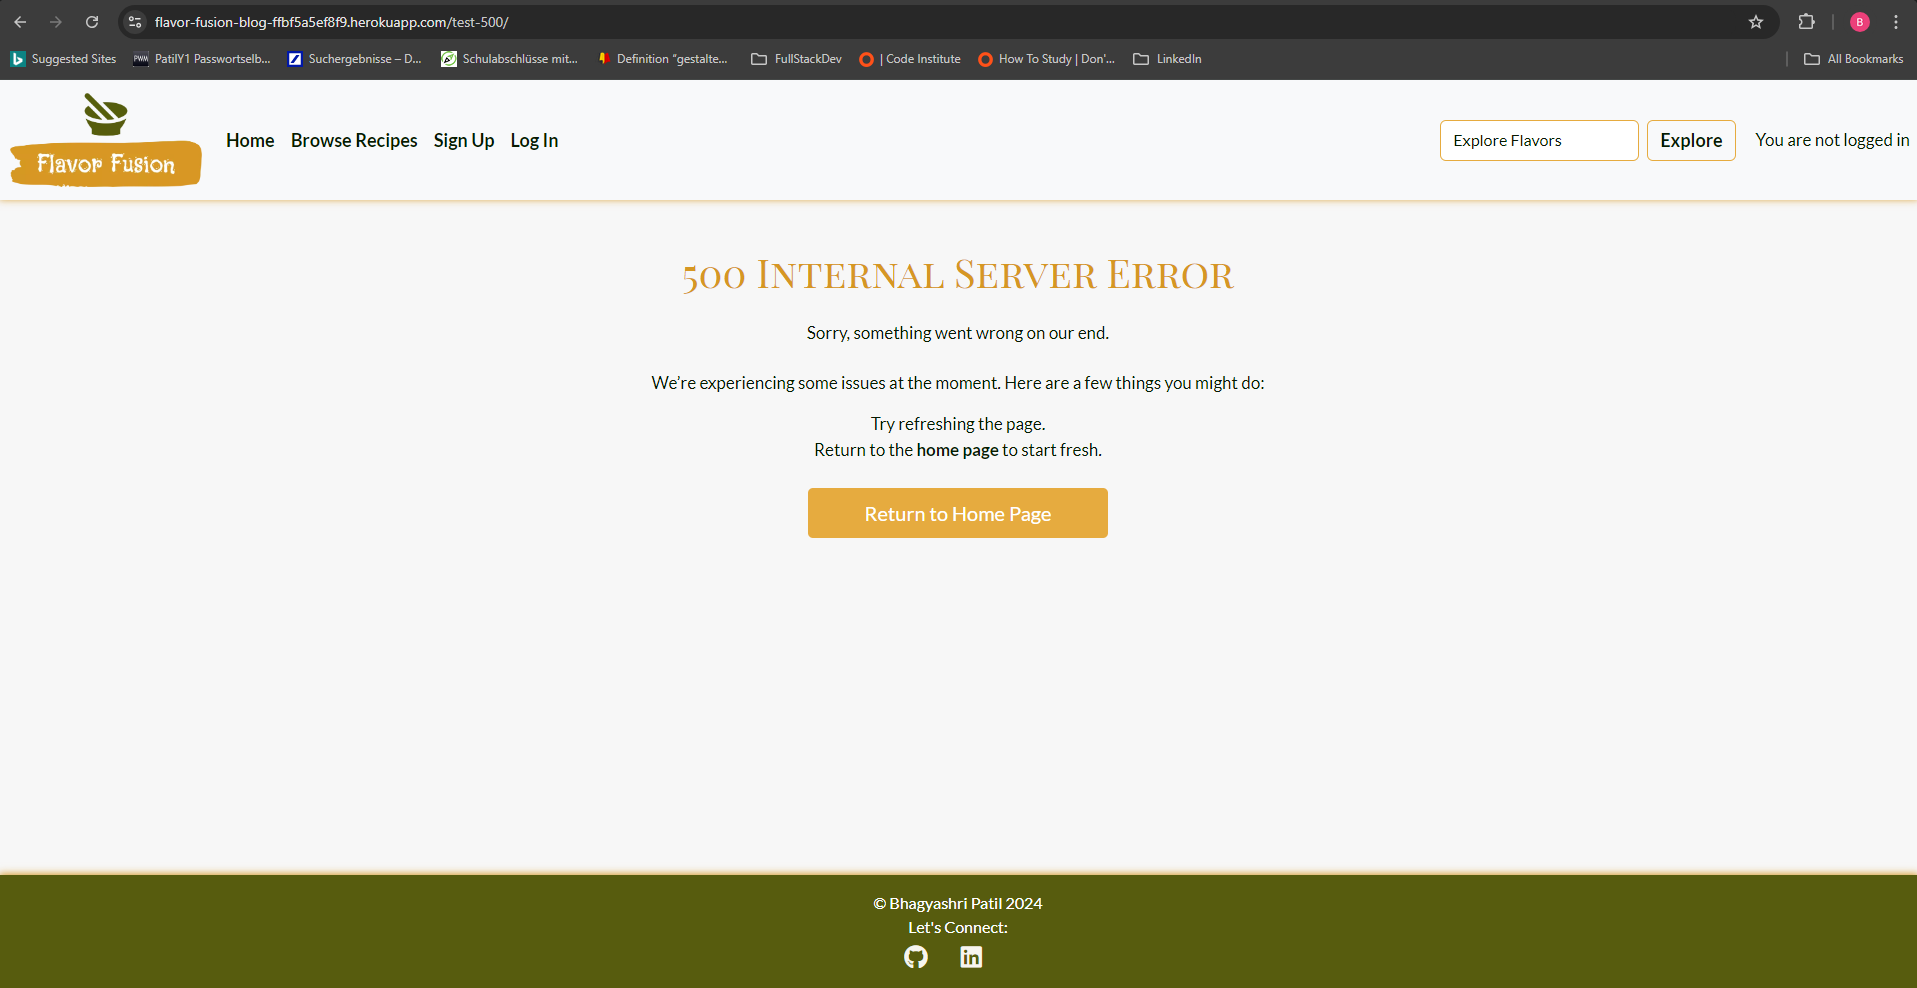 flavor-fusion-blog-ffbf5a5ef8f9.herokuapp.com/test-500/
B
Suggested Sites
PWM PatilY1 Passwortselb...
Suchergebnisse – D...
Schulabschlüsse mit...
Definition "gestalte...
FullStackDev
| Code Institute
How To Study | Don'...
LinkedIn
All Bookmarks
Flavor Fusion
Home
Browse Recipes
Sign Up
Log In
Explore Flavors
Explore
You are not logged in
500 Internal Server Error
Sorry, something went wrong on our end.
We’re experiencing some issues at the moment. Here are a few things you might do:
Try refreshing the page.
Return to the home page to start fresh.
Return to Home Page
© Bhagyashri Patil 2024
Let's Connect:
in